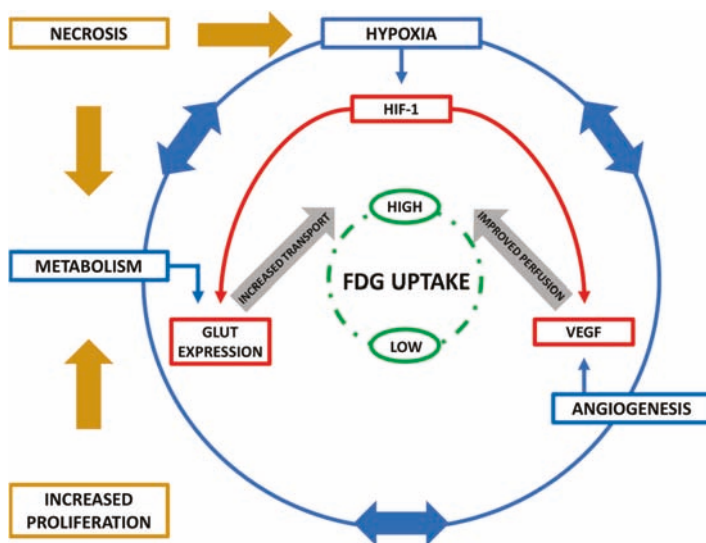 NECROSIS
HYPOXIA
HIF-1
HIGH
INCREASED TRANSPORT
IMPROVED PERFUSION
METABOLISM
FDG UPTAKE
GLUT
EXPRESSION
LOW
VEGF
ANGIOGENESIS
INCREASED
PROLIFERATION